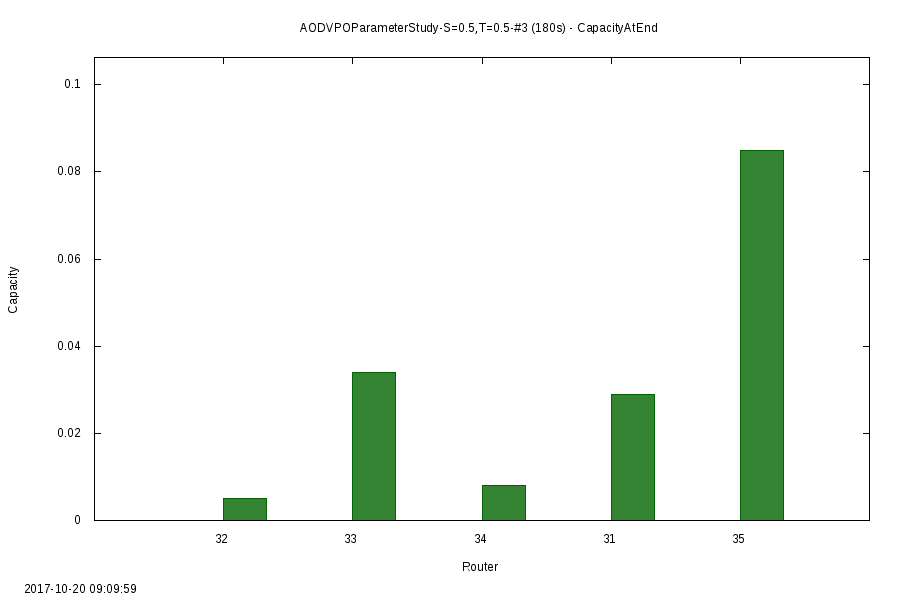 AODVPOParameterStudy-S=0.5,T=0.5-#3 (180s) - CapacityAtEnd
0.1
0.08
0.06
0.04
0.02
0
Capacity
32 33 34 31 35
Router
2017-10-20 09:09:59